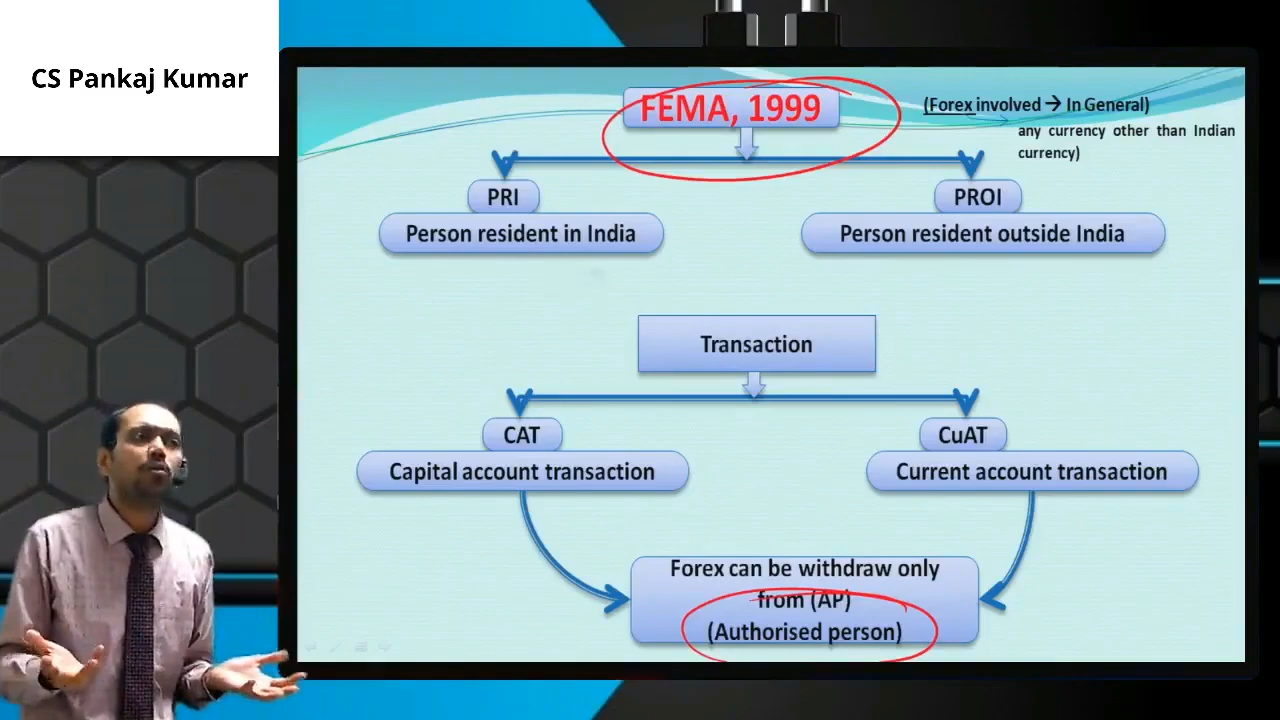 CS Pankaj Kumar
FEMA, 1999
(Forex involved → In General)
any currency other than Indian
currency)
PRI
PROI
Person resident in India
Person resident outside India
Transaction
CAT
CuAT
Capital account transaction
Current account transaction
Forex can be withdraw only
from (AP)
(Authorised person)